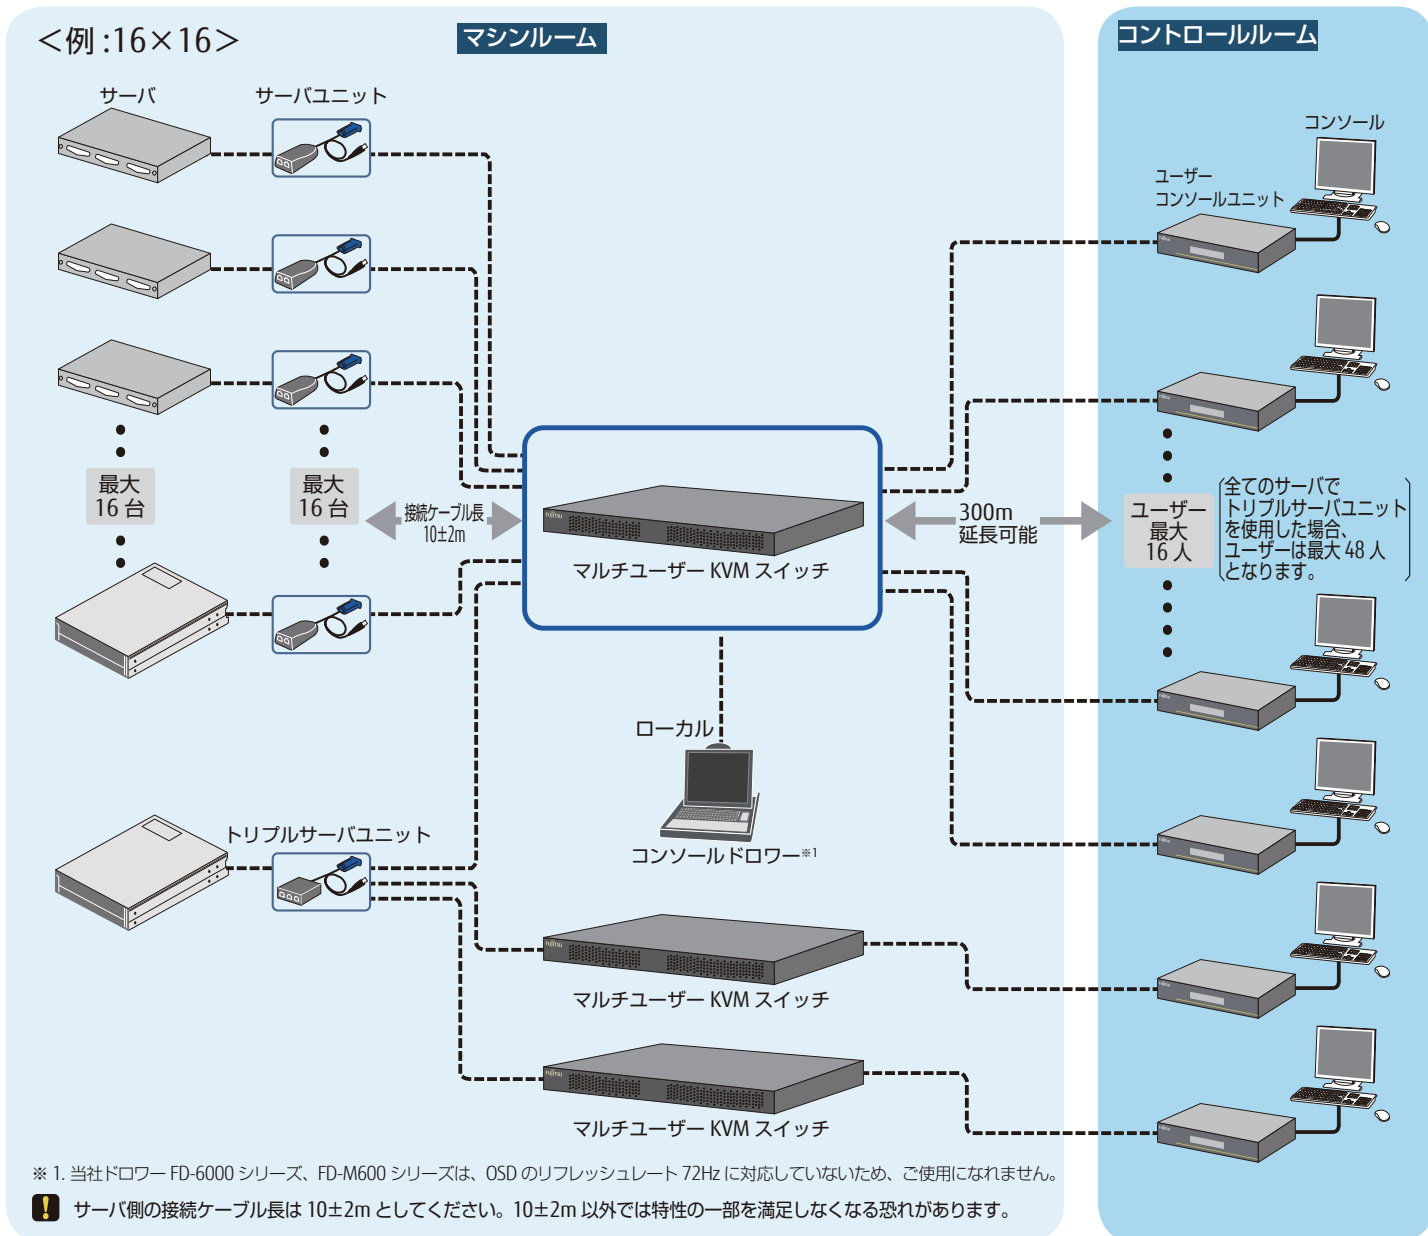 ＜例 :16×16＞
マシンルーム
コントロールルーム
サーバ
サーバユニット
コンソール
ユーザー
コンソールユニット
最大
16 台
最大
16 台
接続ケーブル長
10±2m
FUJITSU
マルチユーザー KVM スイッチ
300m
延長可能
ユーザー
最大
16 人
全てのサーバで
トリプルサーバユニット
を使用した場合、
ユーザーは最大 48 人
となります。
ローカル
コンソールドロワー※1
トリプルサーバユニット
FUJITSU
マルチユーザー KVM スイッチ
FUJITSU
マルチユーザー KVM スイッチ
※ 1. 当社ドロワー FD-6000 シリーズ、FD-M600 シリーズは、OSD のリフレッシュレート 72Hz に対応していないため、ご使用になれません。
サーバ側の接続ケーブル長は 10±2m としてください。10±2m 以外では特性の一部を満足しなくなる恐れがあります。